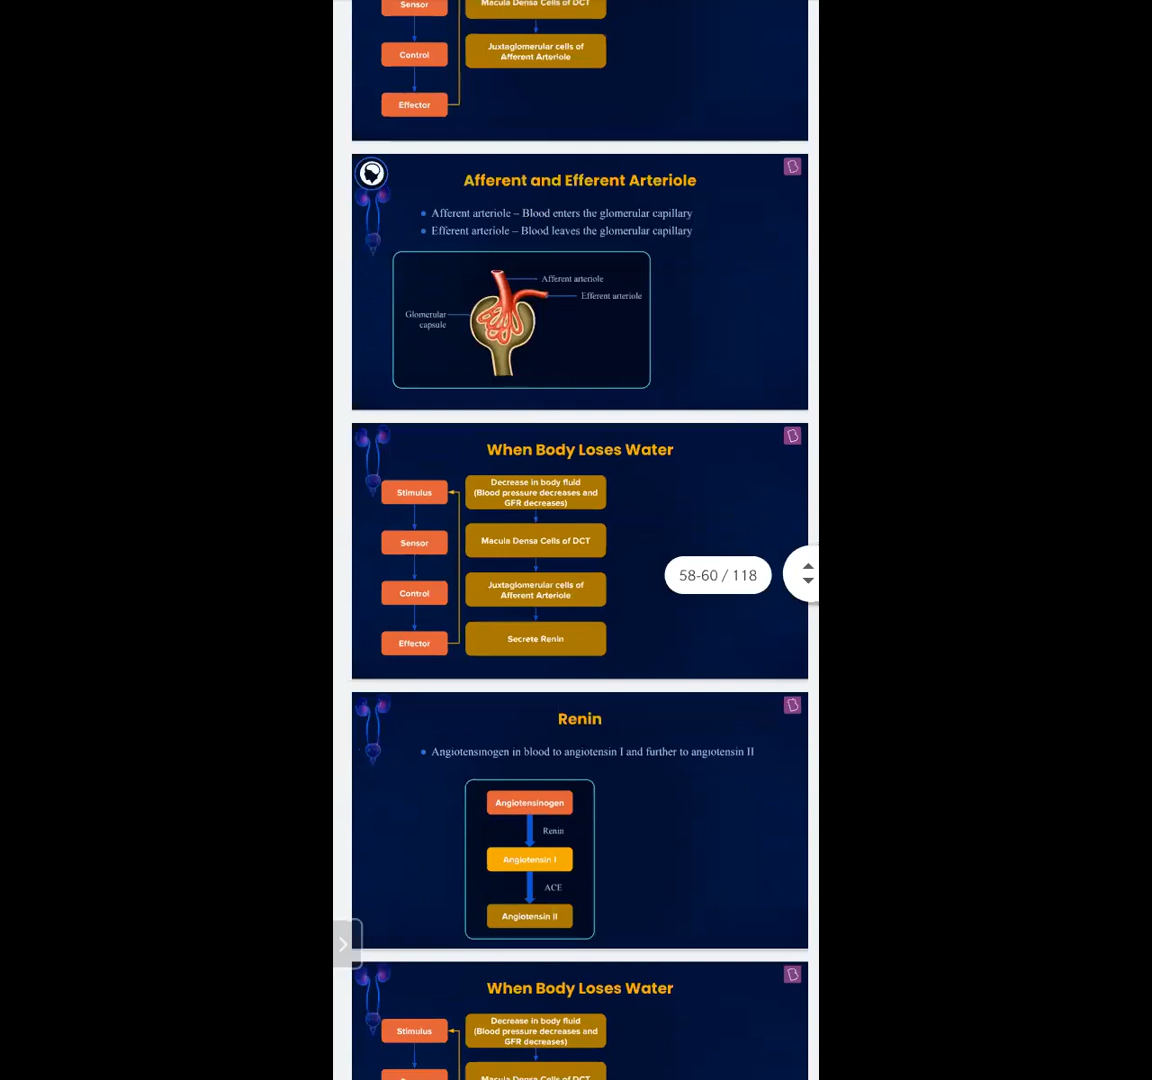 Sensor
Macula Densa Cells of DCT
Control
Juxtaglomerular cells of
Afferent Arteriole
Effector
Afferent and Efferent Arteriole
Afferent arteriole – Blood enters the glomerular capillary
Efferent arteriole – Blood leaves the glomerular capillary
Afferent arteriole
Efferent arteriole
Glomerular
capsule
When Body Loses Water
Stimulus
Decrease in body fluid
(Blood pressure decreases and
GFR decreases)
Sensor
Macula Densa Cells of DCT
58-60 / 118
Control
Juxtaglomerular cells of
Afferent Arteriole
Effector
Secrete Renin
Renin
Angiotensinogen in blood to angiotensin I and further to angiotensin II
Angiotensinogen
Renin
Angiotensin I
ACE
Angiotensin II
When Body Loses Water
Stimulus
Decrease in body fluid
(Blood pressure decreases and
GFR decreases)
Macula Densa Cells of DCT